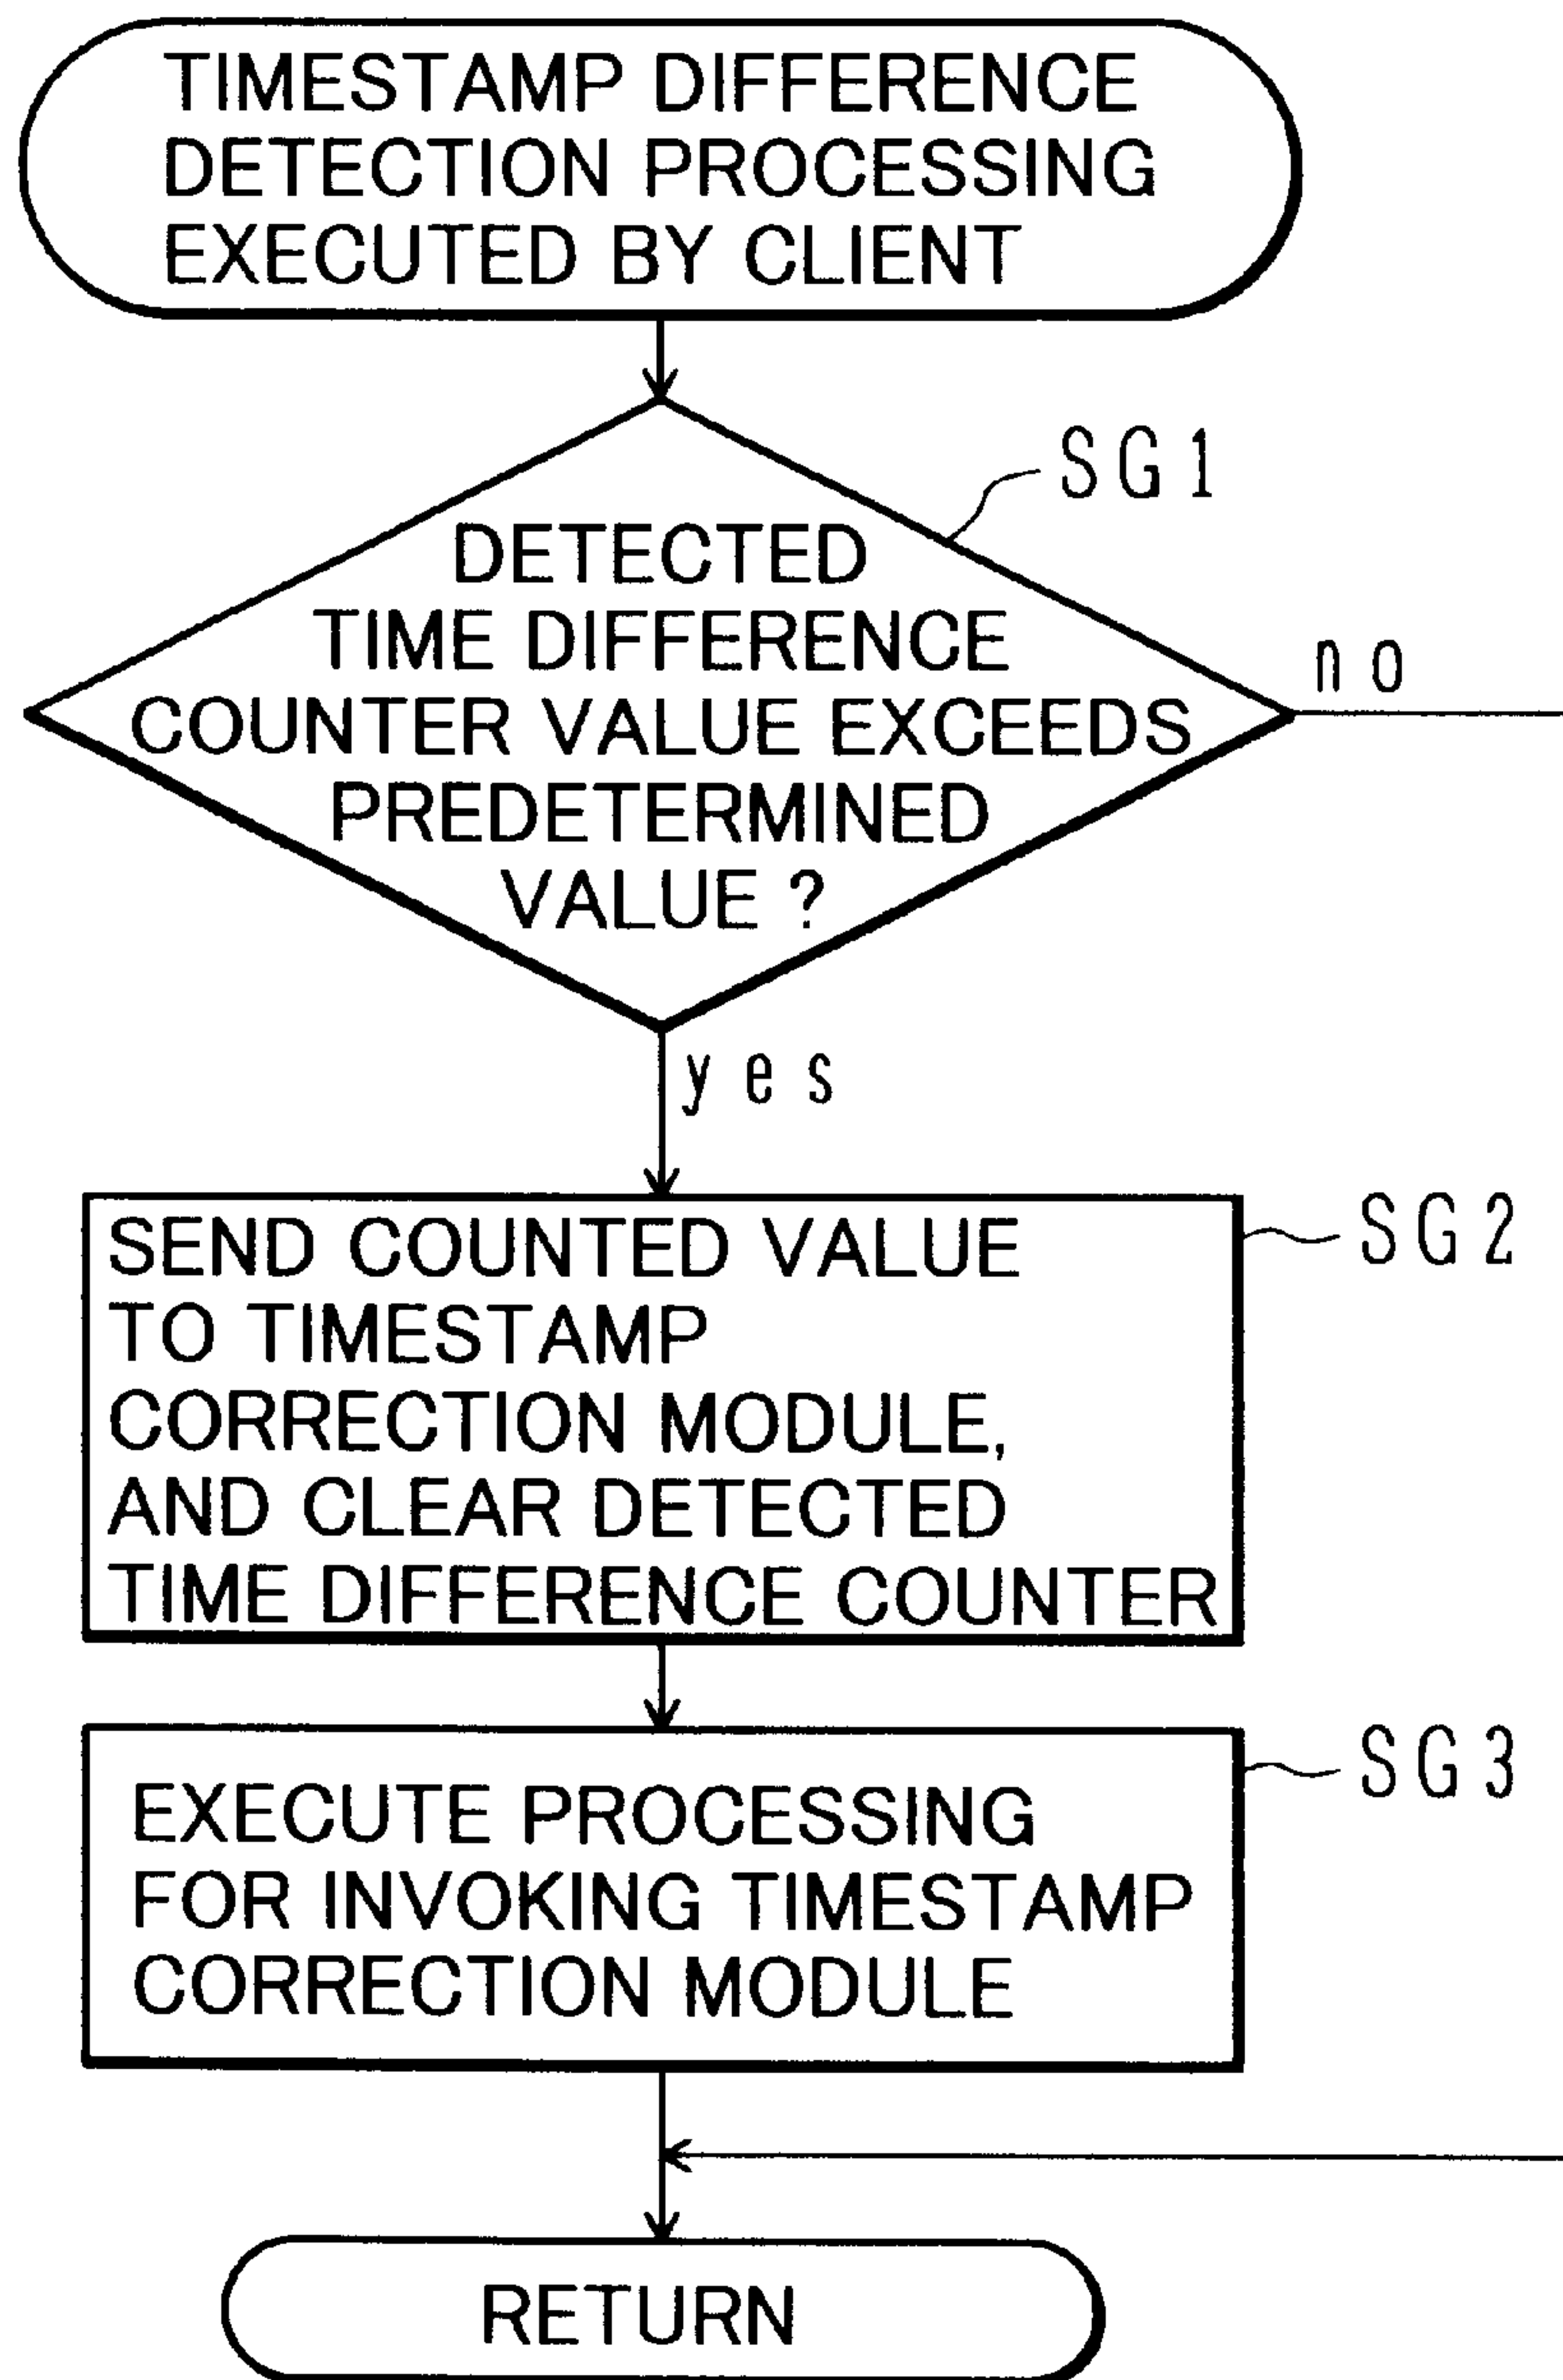 TIMESTAMP DIFFERENCE
DETECTION PROCESSING
EXECUTED BY CLIENT
SG1
DETECTED
TIME DIFFERENCE
COUNTER VALUE EXCEEDS
PREDETERMINED
VALUE ?
no
yes
SEND COUNTED VALUE
TO TIMESTAMP
CORRECTION MODULE,
AND CLEAR DETECTED
TIME DIFFERENCE COUNTER
SG2
EXECUTE PROCESSING
FOR INVOKING TIMESTAMP
CORRECTION MODULE
SG3
RETURN